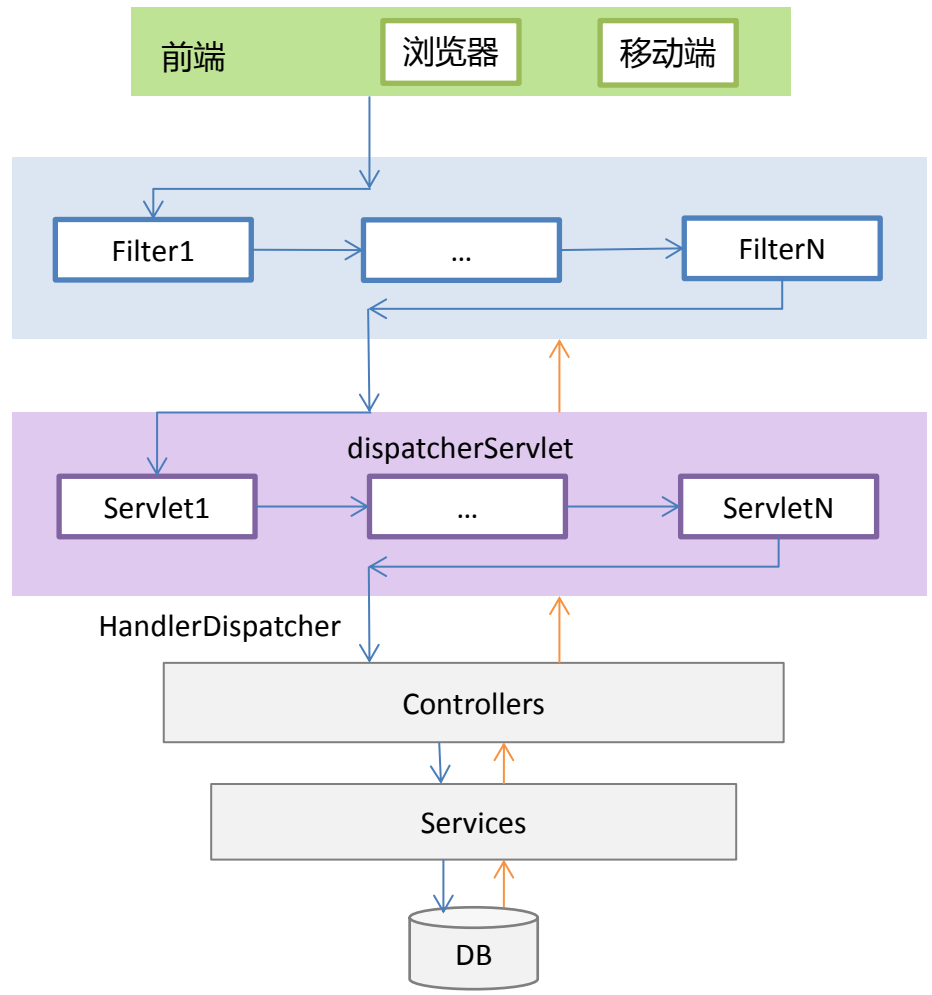 前端
浏览器
移动端
Filter1
...
FilterN
dispatcherServlet
Servlet1
...
ServletN
HandlerDispatcher
Controllers
Services
DB